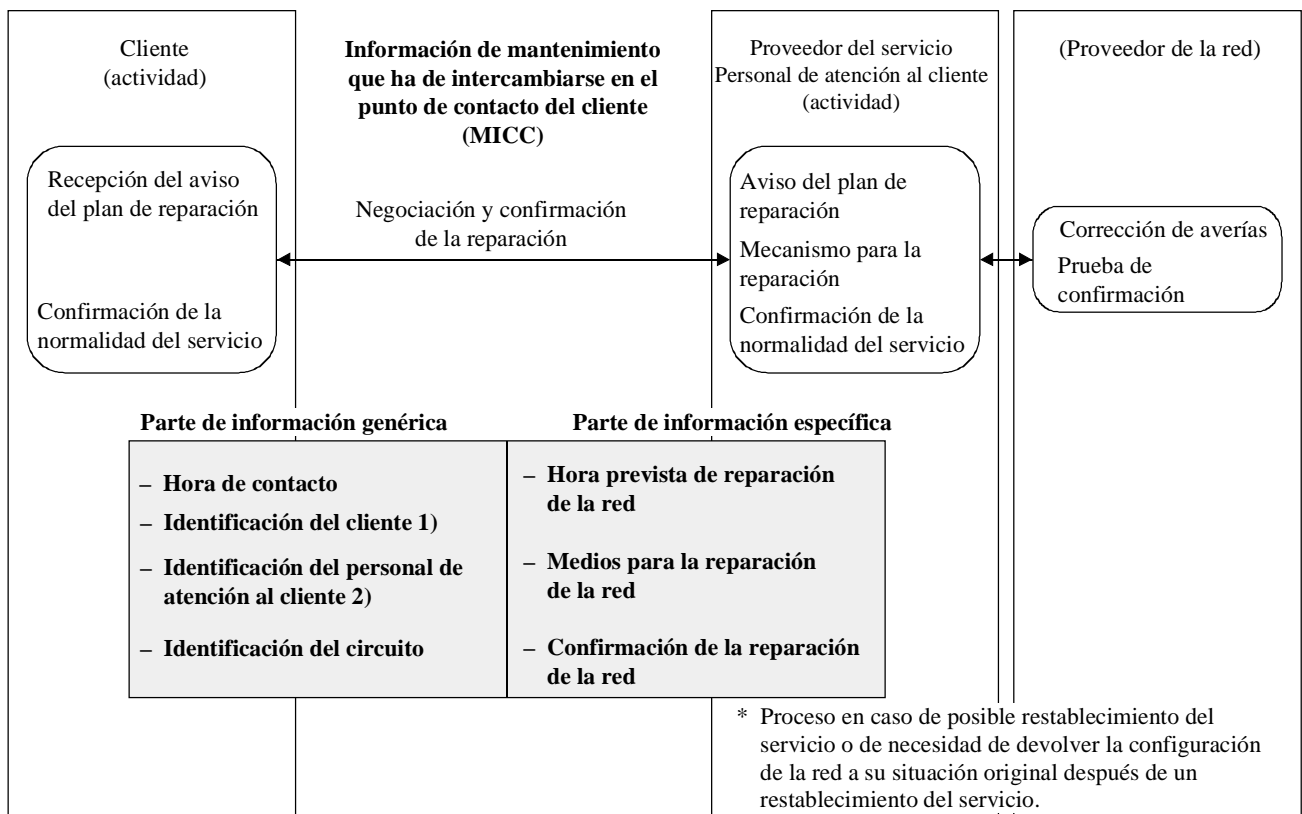 Cliente
(actividad)
Información de mantenimiento
que ha de intercambiarse en el
punto de contacto del cliente
(MICC)
Proveedor del servicio
Personal de atención al cliente
(actividad)
(Proveedor de la red)
Recepción del aviso
del plan de reparación
Confirmación de la
normalidad del servicio
Negociación y confirmación
de la reparación
Aviso del plan de
reparación
Mecanismo para la
reparación
Confirmación de la
normalidad del servicio
Corrección de averías
Prueba de
confirmación
Parte de información genérica
– Hora de contacto
– Identificación del cliente 1)
– Identificación del personal de
atención al cliente 2)
– Identificación del circuito
Parte de información específica
– Hora prevista de reparación
de la red
– Medios para la reparación
de la red
– Confirmación de la reparación
de la red
* Proceso en caso de posible restablecimiento del
servicio o de necesidad de devolver la configuración
de la red a su situación original después de un
restablecimiento del servicio.